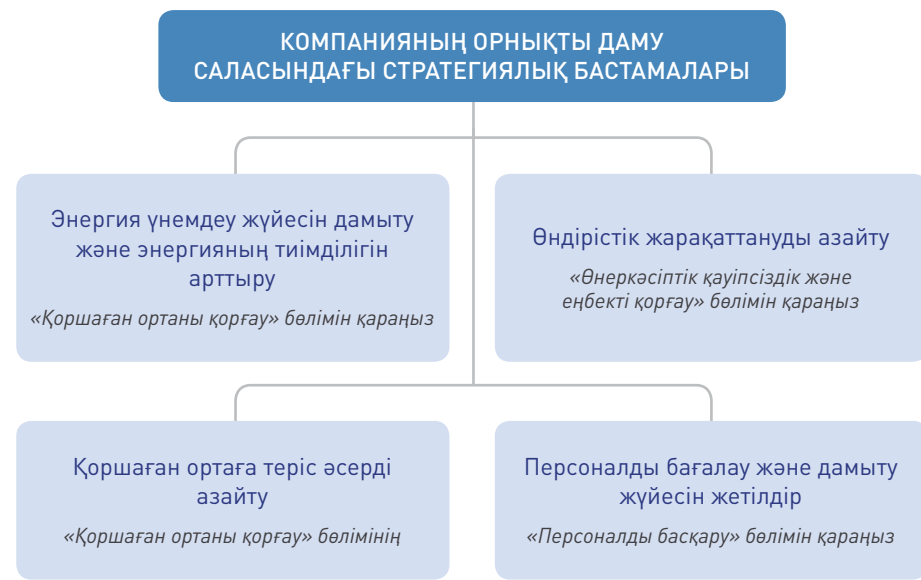 КОМПАНИЯНЫҢ ОРНЫҚТЫ ДАМУ
САЛАСЫНДАҒЫ СТРАТЕГИЯЛЫҚ БАСТАМАЛАРЫ
Энергия үнемдеу жүйесін дамыту
және энергияның тиімділігін
арттыру
«Қоршаған ортаны қорғау» бөлімін қараңыз
Өндірістік жарақаттануды азайту
«Өнеркәсіптік қауіпсіздік және
еңбекті қорғау» бөлімін қараңыз
Қоршаған ортаға теріс әсерді
азайту
«Қоршаған ортаны қорғау» бөлімінің
Персоналды бағалау және дамыту
жүйесін жетілдір
«Персоналды басқару» бөлімін қараңыз